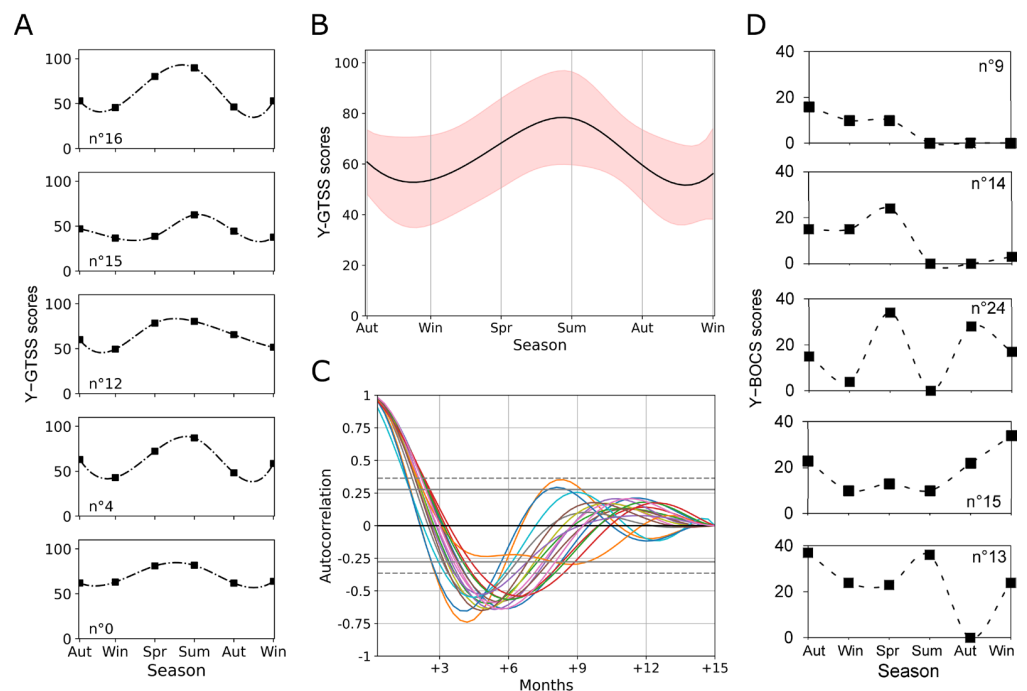 A
Y−GTSS scores
100
50
0
n°16
100
50
0
n°15
100
50
0
n°12
100
50
0
n°4
100
50
0
n°0
Aut Win Spr Sum Aut Win
Season
B
Y-GTSS scores
100
80
60
40
20
0
Aut Win Spr Sum Aut Win
Season
C
Autocorrelation
1
0.75
0.5
0.25
0
-0.25
-0.5
-0.75
-1
+3 +6 +9 +12 +15
Months
D
Y−BOCS scores
40
20
0
n°9
40
20
0
n°14
40
20
0
n°24
40
20
0
n°15
40
20
0
n°13
Aut Win Spr Sum Aut Win
Season